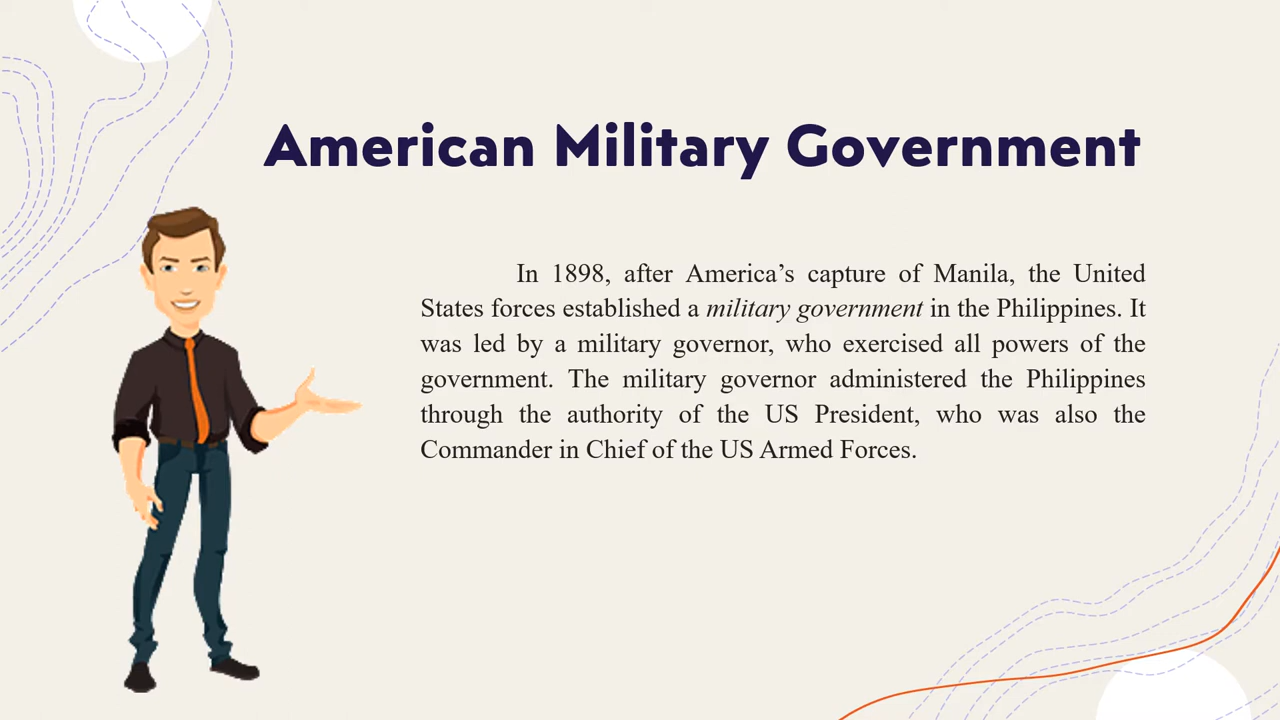 American Military Government
In 1898, after America’s capture of Manila, the United
States forces established a military government in the Philippines. It
was led by a military governor, who exercised all powers of the
government. The military governor administered the Philippines
through the authority of the US President, who was also the
Commander in Chief of the US Armed Forces.